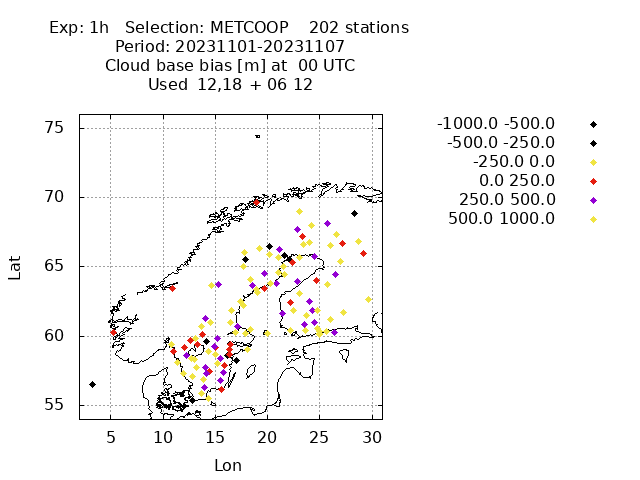 Exp: 1h   Selection: METCOOP    202 stations
Period: 20231101-20231107
Cloud base bias [m] at  00 UTC
Used 12,18 + 06 12
-1000.0 -500.0
-500.0 -250.0
-250.0 0.0
0.0 250.0
250.0 500.0
500.0 1000.0
75
70
65
60
55
Lat
5 10 15 20 25 30
Lon